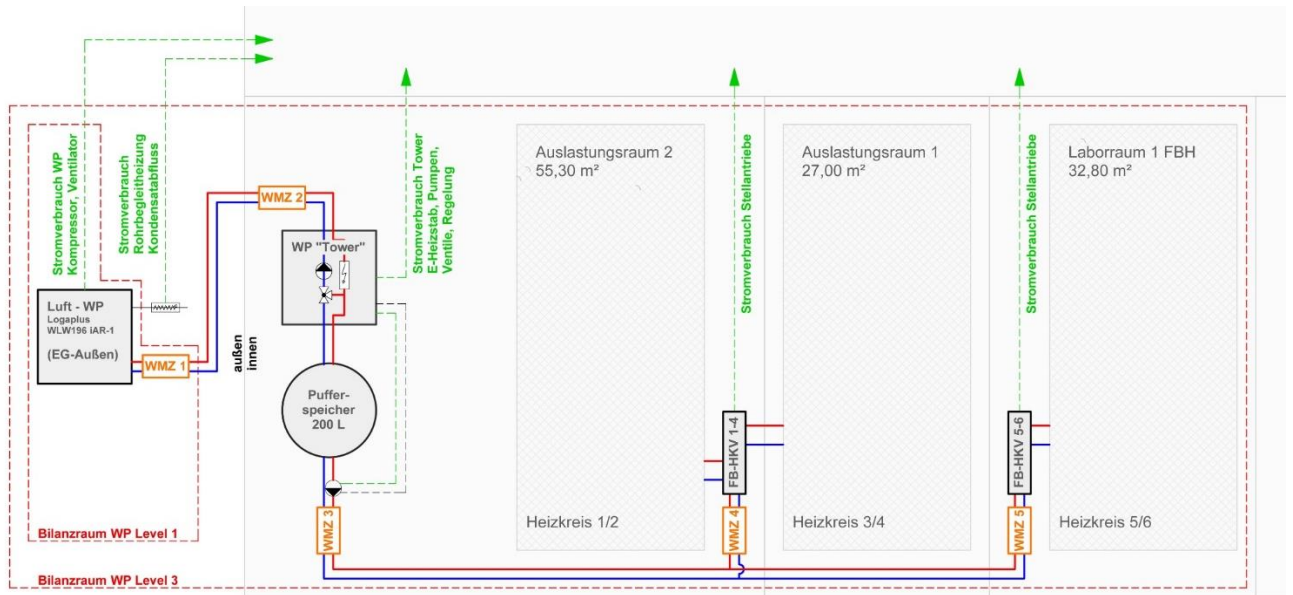 Stromverbrauch WP
Kompressor, Ventilator
Stromverbrauch
Rohrbegleitheizung
Kondensatabfluss
Stromverbrauch Tower
E-Heizstab, Pumpen,
Ventile, Regelung
Stromverbrauch Stellantriebe
Stromverbrauch Stellantriebe
Auslastungsraum 2
55,30 m²
Auslastungsraum 1
27,00 m²
Laborraum 1 FBH
32,80 m²
WMZ 2
WP "Tower"
Luft - WP
Logaplus
WLW196 iAR-1
(EG-Außen)
WMZ 1
außen
innen
Puffer-
speicher
200 L
FB-HKV 1-4
FB-HKV 5-6
WMZ 3
WMZ 4
WMZ 5
Heizkreis 1/2
Heizkreis 3/4
Heizkreis 5/6
Bilanzraum WP Level 1
Bilanzraum WP Level 3